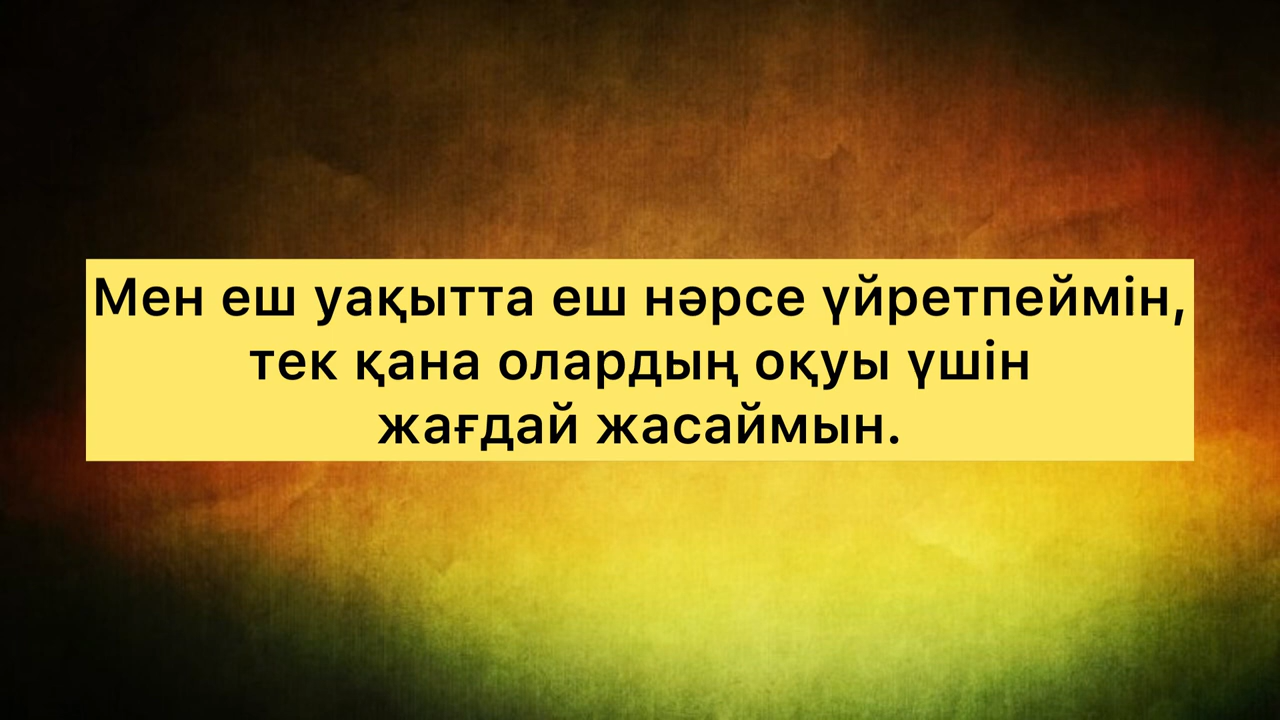 Мен еш уақытта еш нәрсе үйретпеймін,
тек қана олардың оқуы үшін
жағдай жасаймын.